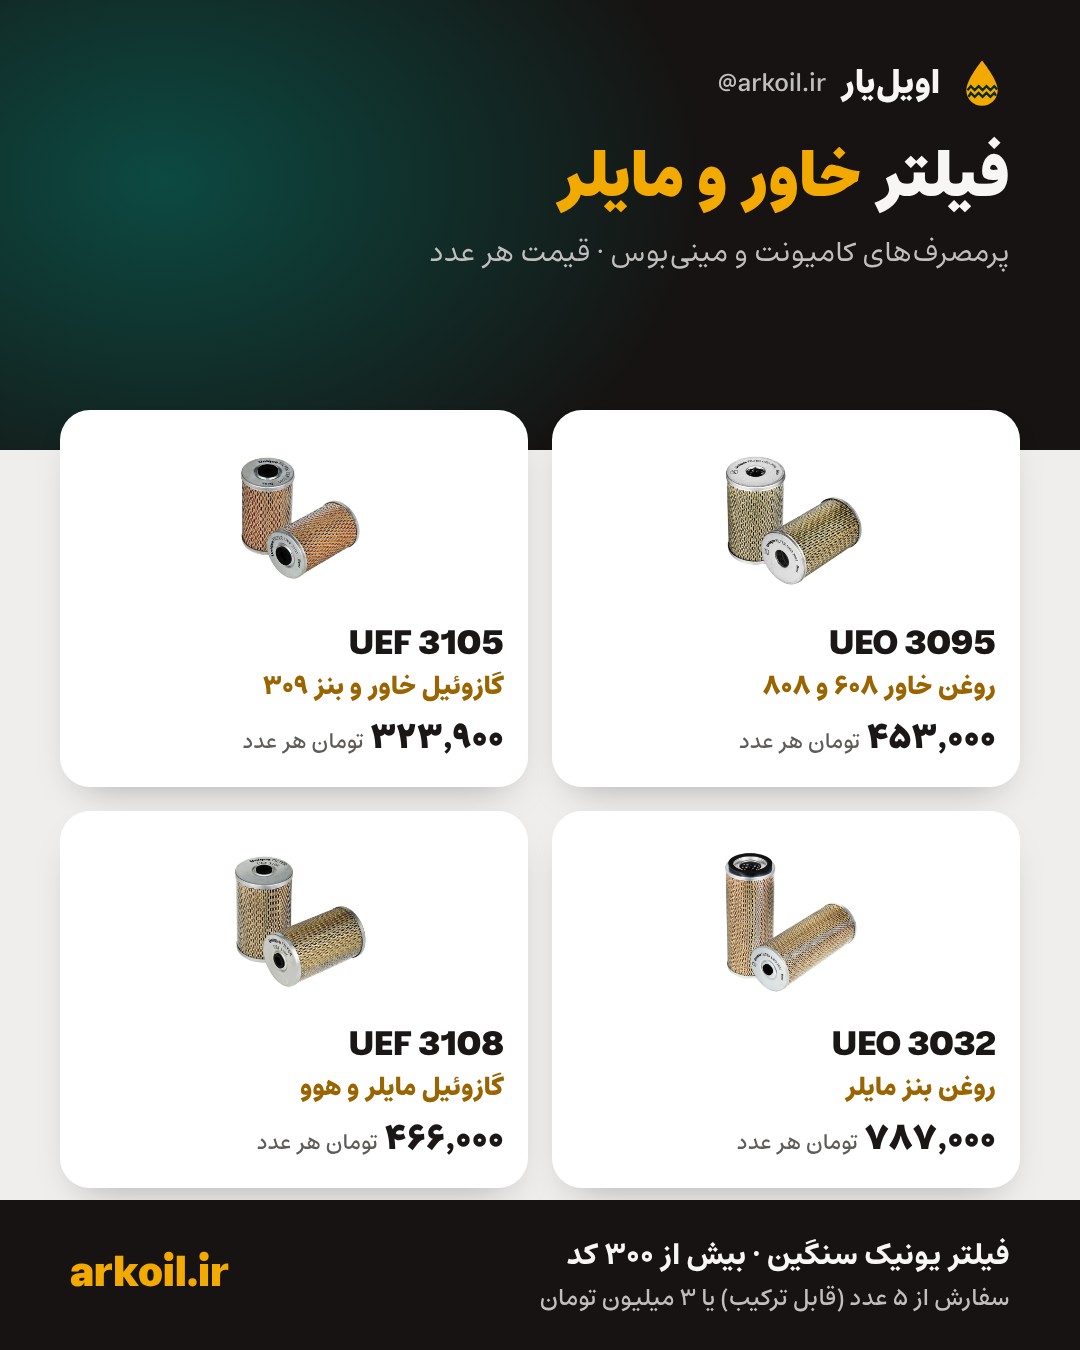 اویل‌یار @arkoil.ir
فیلتر خاور و مایلر
پرمصرف‌های کامیونت و مینی‌بوس · قیمت هر عدد
UEO 3095
روغن خاور ۶۰۸ و ۸۰۸
۴۵۳,۰۰۰ تومان هر عدد
UEF 3105
گازوئیل خاور و بنز ۳۰۹
۳۲۳,۹۰۰ تومان هر عدد
UEO 3032
روغن بنز مایلر
۷۸۷,۰۰۰ تومان هر عدد
UEF 3108
گازوئیل مایلر و هوو
۴۶۶,۰۰۰ تومان هر عدد
فیلتر یونیک سنگین · بیش از ۳۰۰ کد
سفارش از ۵ عدد (قابل ترکیب) یا ۳ میلیون تومان
arkoil.ir